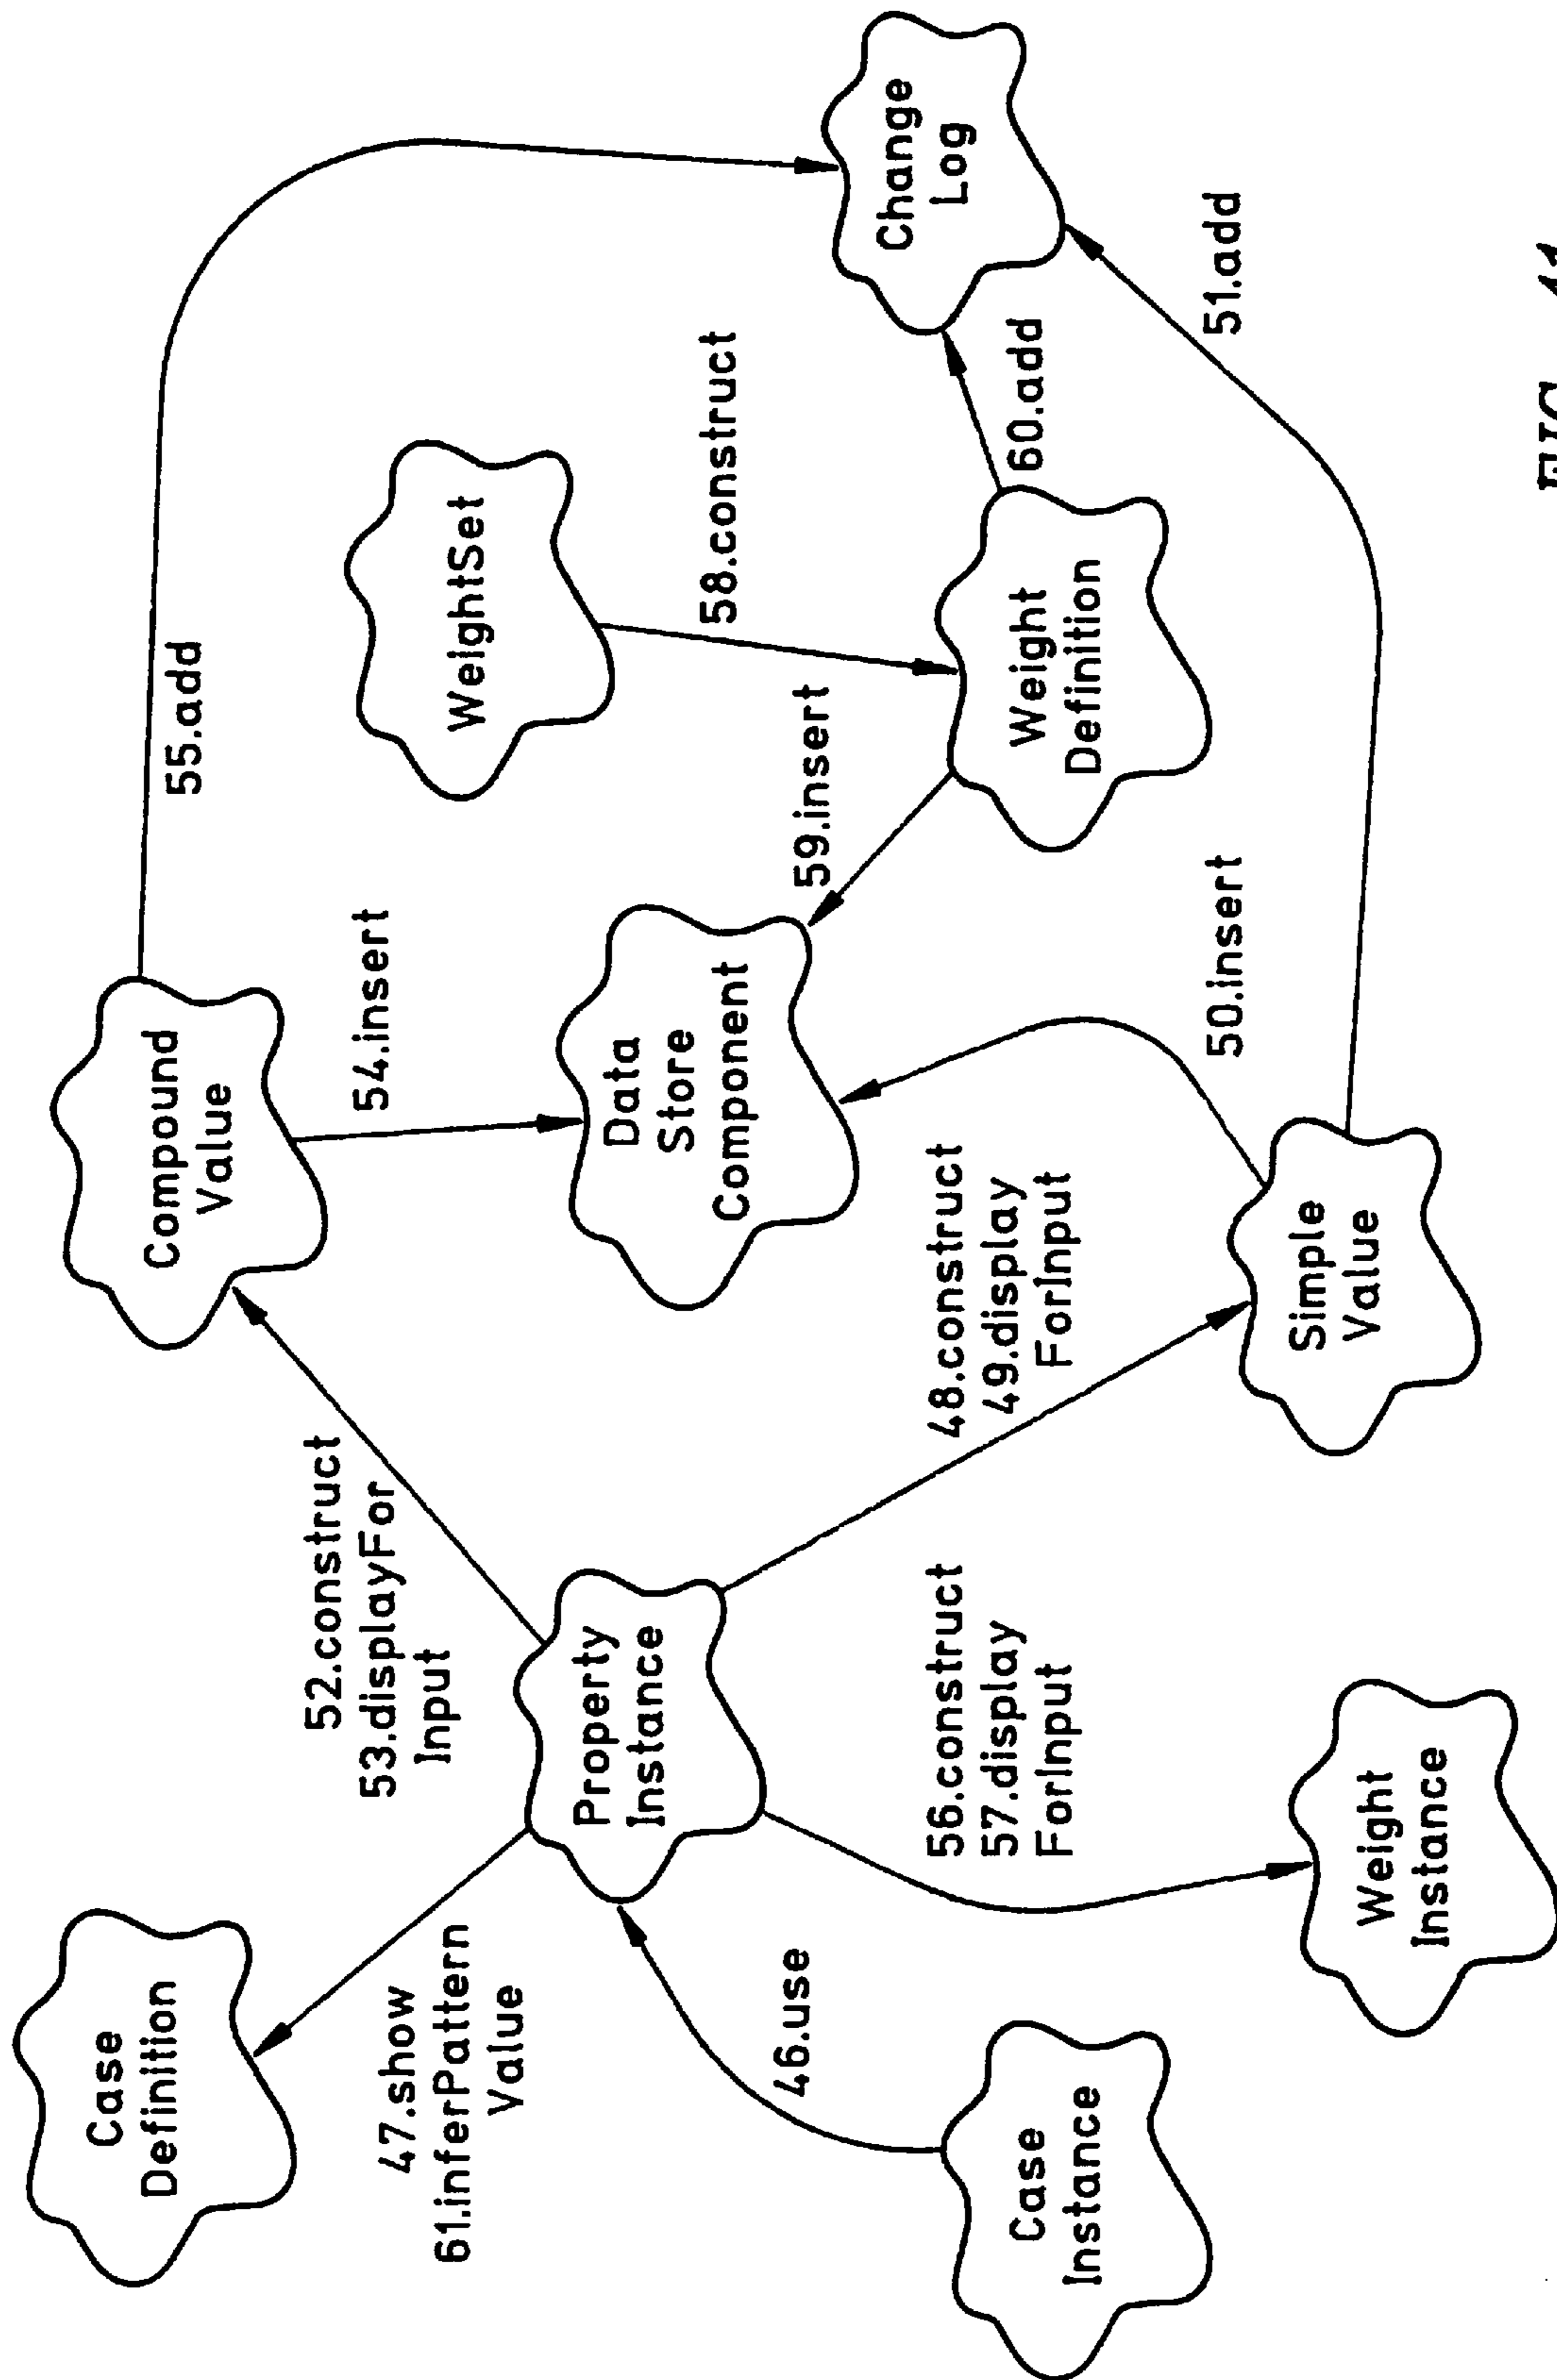 Case
Definition
47.show
61.inferPattern
Value
52.construct
53.displayFor
Input
Compound
Value
55.add
54.insert
Property
Instance
Data
Store
Component
WeightSet
58.construct
59.insert
46.use
Case
Instance
56.construct
57.display
ForInput
48.construct
49.display
ForInput
Weight
Definition
60.add
Change
Log
50.insert
51.add
Simple
Value
Weight
Instance
FIG. 41